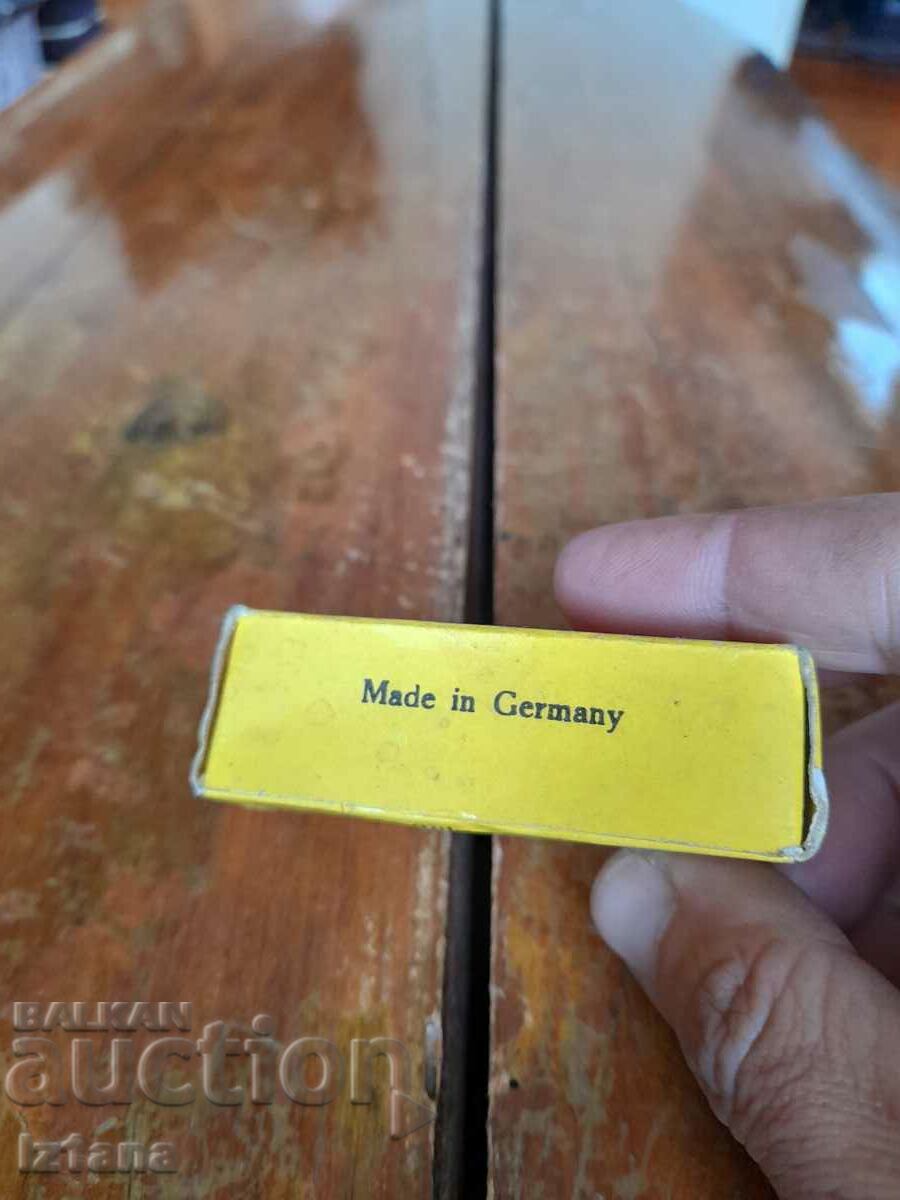 Made in Germany
BALKAN
auction
Iztana